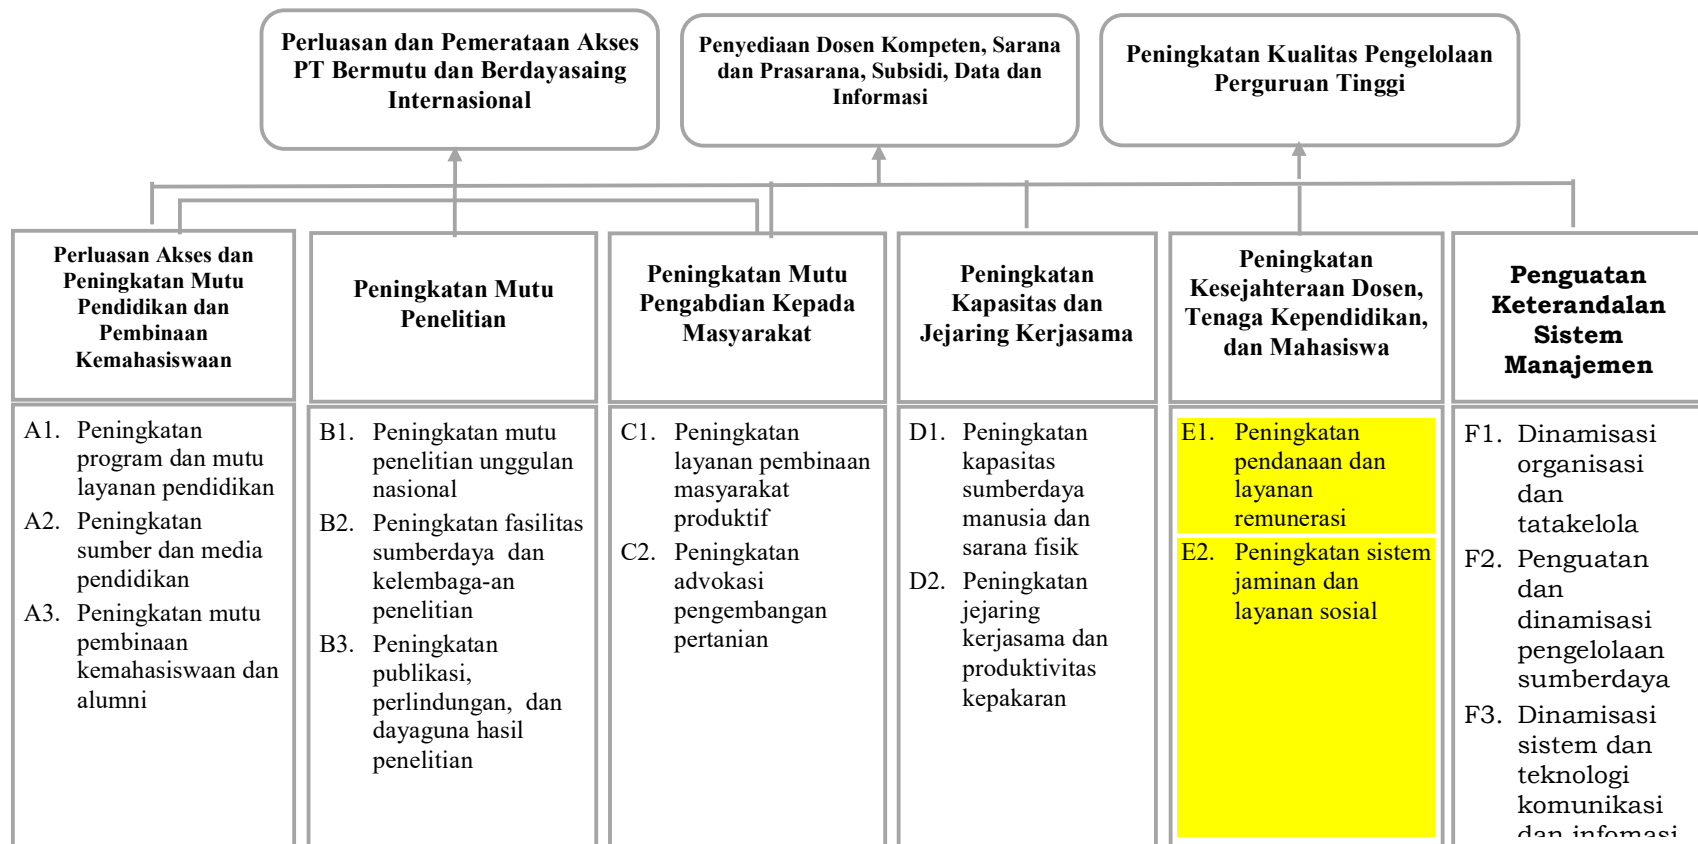 Perluasan dan Pemerataan Akses
PT Bermutu dan Berdayasaing
Internasional
Penyediaan Dosen Kompeten, Sarana
dan Prasarana, Subsidi, Data dan
Informasi
Peningkatan Kualitas Pengelolaan
Perguruan Tinggi
Perluasan Akses dan
Peningkatan Mutu
Pendidikan dan
Pembinaan
Kemahasiswaan
Peningkatan Mutu
Penelitian
Peningkatan Mutu
Pengabdian Kepada
Masyarakat
Peningkatan
Kapasitas dan
Jejaring Kerjasama
Peningkatan
Kesejahteraan Dosen,
Tenaga Kependidikan,
dan Mahasiswa
Penguatan
Keterandalan
Sistem
Manajemen
A1. Peningkatan
program dan mutu
layanan pendidikan
A2. Peningkatan
sumber dan media
pendidikan
A3. Peningkatan mutu
pembinaan
kemahasiswaan dan
alumni
B1. Peningkatan mutu
penelitian unggulan
nasional
B2. Peningkatan fasilitas
sumberdaya dan
kelembaga-an
penelitian
B3. Peningkatan
publikasi,
perlindungan, dan
dayaguna hasil
penelitian
C1. Peningkatan
layanan pembinaan
masyarakat
produktif
C2. Peningkatan
advokasi
pengembangan
pertanian
D1. Peningkatan
kapasitas
sumberdaya
manusia dan
sarana fisik
D2. Peningkatan
jejaring
kerjasama dan
produktivitas
kepakaran
E1. Peningkatan
pendanaan dan
layanan
remunerasi
E2. Peningkatan sistem
jaminan dan
layanan sosial
F1. Dinamisasi
organisasi
dan
tatakelola
F2. Penguatan
dan
dinamisasi
pengelolaan
sumberdaya
F3. Dinamisasi
sistem dan
teknologi
komunikasi
dan infomasi